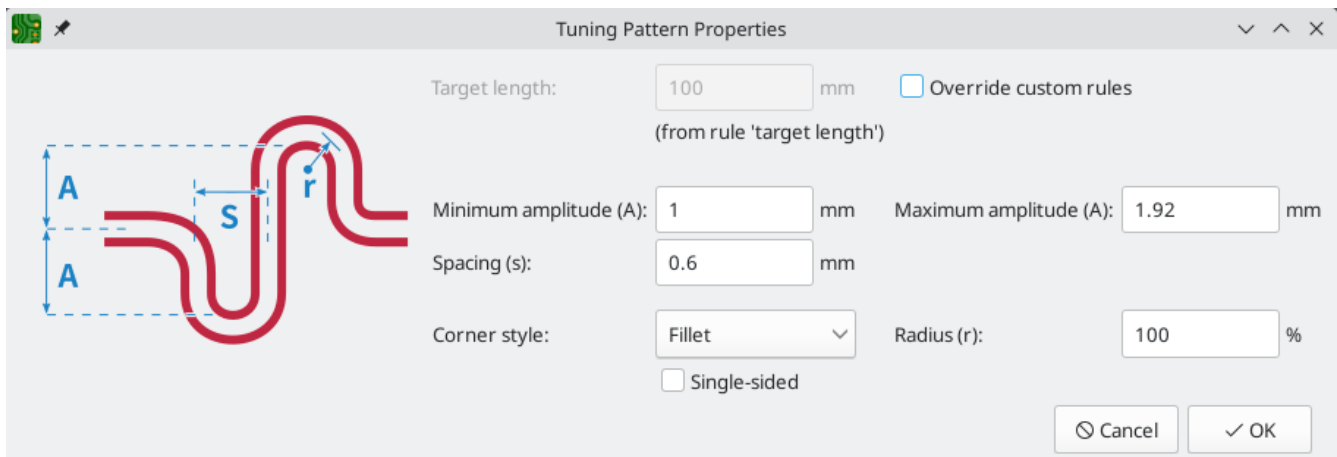 Tuning Pattern Properties
Target length: 100 mm Override custom rules
(from rule 'target length')
A
r
S
A
Minimum amplitude (A): 1 mm Maximum amplitude (A): 1.92 mm
Spacing (s): 0.6 mm
Corner style: Fillet Radius (r): 100 %
Single-sided
Cancel OK